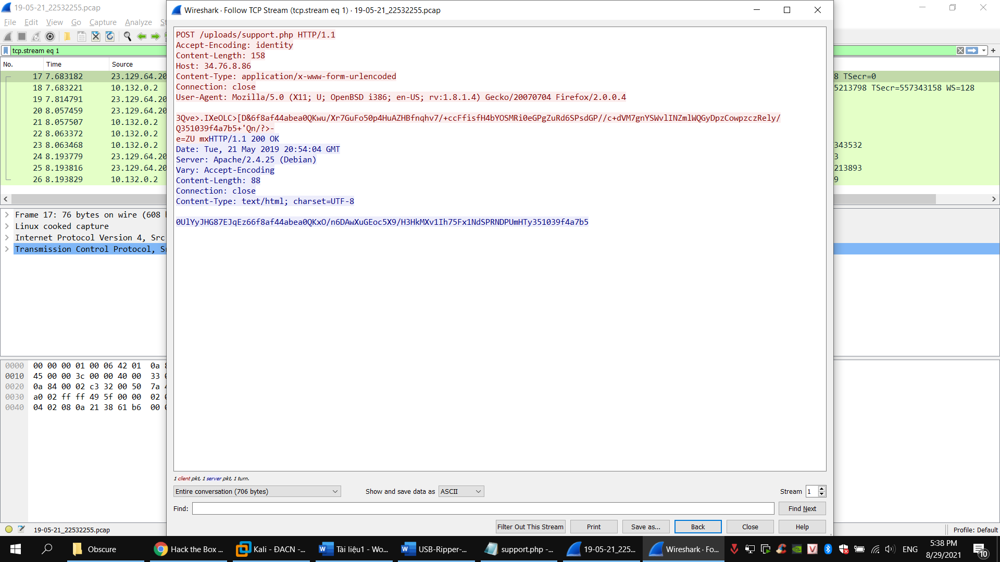 19-05-21_22532255.pcap
File Edit View Go Capture Analyze St
tcp.stream eq 1
No. Time Source
17 7.683182 23.129.64.20 8 TSecr=0
18 7.683221 10.132.0.2 5213798 TSecr=557343158 WS=128
19 7.814791 23.129.64.20
20 8.057459 23.129.64.20
21 8.057507 10.132.0.2
22 8.063372 10.132.0.2
23 8.063468 10.132.0.2 343532
24 8.193779 23.129.64.20 3
25 8.193816 23.129.64.20 213893
26 8.193829 10.132.0.2 9
Frame 17: 76 bytes on wire (608
Linux cooked capture
Internet Protocol Version 4, Src
Transmission Control Protocol, S
0000 00 00 00 01 00 06 42 01 0a
0010 45 00 00 3c 00 00 40 00 33
0020 0a 84 00 02 c3 32 00 50 7a
0030 a0 02 ff ff 49 5f 00 00 02
0040 04 02 08 0a 21 38 61 b6 00
19-05-21_22532255.pcap
Profile: Default
Wireshark · Follow TCP Stream (tcp.stream eq 1) · 19-05-21_22532255.pcap
POST /uploads/support.php HTTP/1.1
Accept-Encoding: identity
Content-Length: 158
Host: 34.76.8.86
Content-Type: application/x-www-form-urlencoded
Connection: close
User-Agent: Mozilla/5.0 (X11; U; OpenBSD i386; en-US; rv:1.8.1.4) Gecko/20070704 Firefox/2.0.0.4
3Qve>.IXeOLC>[D&6f8af44abea0QKwu/Xr7GuFo50p4HuAZHBfnqhv7/+ccFfisfH4bYOSMRi0eGPgZuRd6SPsdGP//c+dVM7gnYSWvlINZmlWQGyDpzCowpzczRely/
Q351039f4a7b5+'Qn/?>-
e=ZU mxHTTP/1.1 200 OK
Date: Tue, 21 May 2019 20:54:04 GMT
Server: Apache/2.4.25 (Debian)
Vary: Accept-Encoding
Content-Length: 88
Connection: close
Content-Type: text/html; charset=UTF-8
0UlYyJHG87EJqEz66f8af44abea0QKxO/n6DAwXuGEoc5X9/H3HkMXv1Ih75Fx1NdSPRNDPUmHTy351039f4a7b5
1 client pkt, 1 server pkt, 1 turn.
Entire conversation (706 bytes) Show and save data as ASCII Stream 1
Find: Find Next
Filter Out This Stream Print Save as... Back Close Help
Obscure Hack the Box ... Kali - ĐACN -... Tài liệu1 - Wo... USB-Ripper-... support.php -... 19-05-21_225... Wireshark · Fo... ENG 5:38 PM
8/29/2021 10